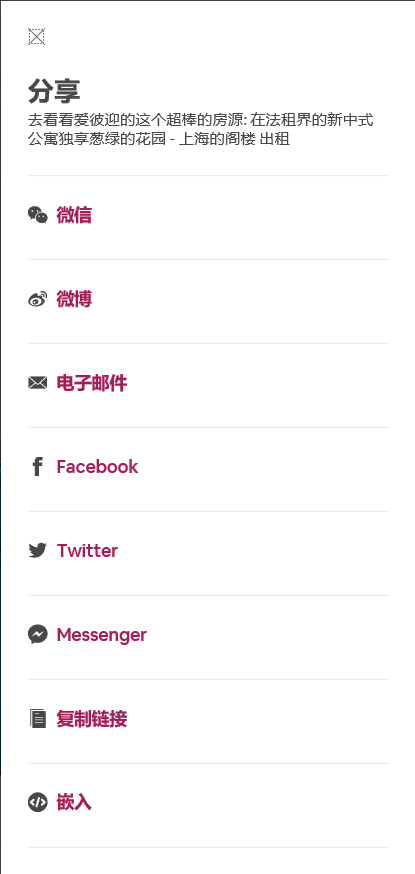 分享
去看看爱彼迎的这个超棒的房源: 在法租界的新中式
公寓独享葱绿的花园 - 上海的阁楼 出租
微信
微博
电子邮件
Facebook
Twitter
Messenger
复制链接
嵌入